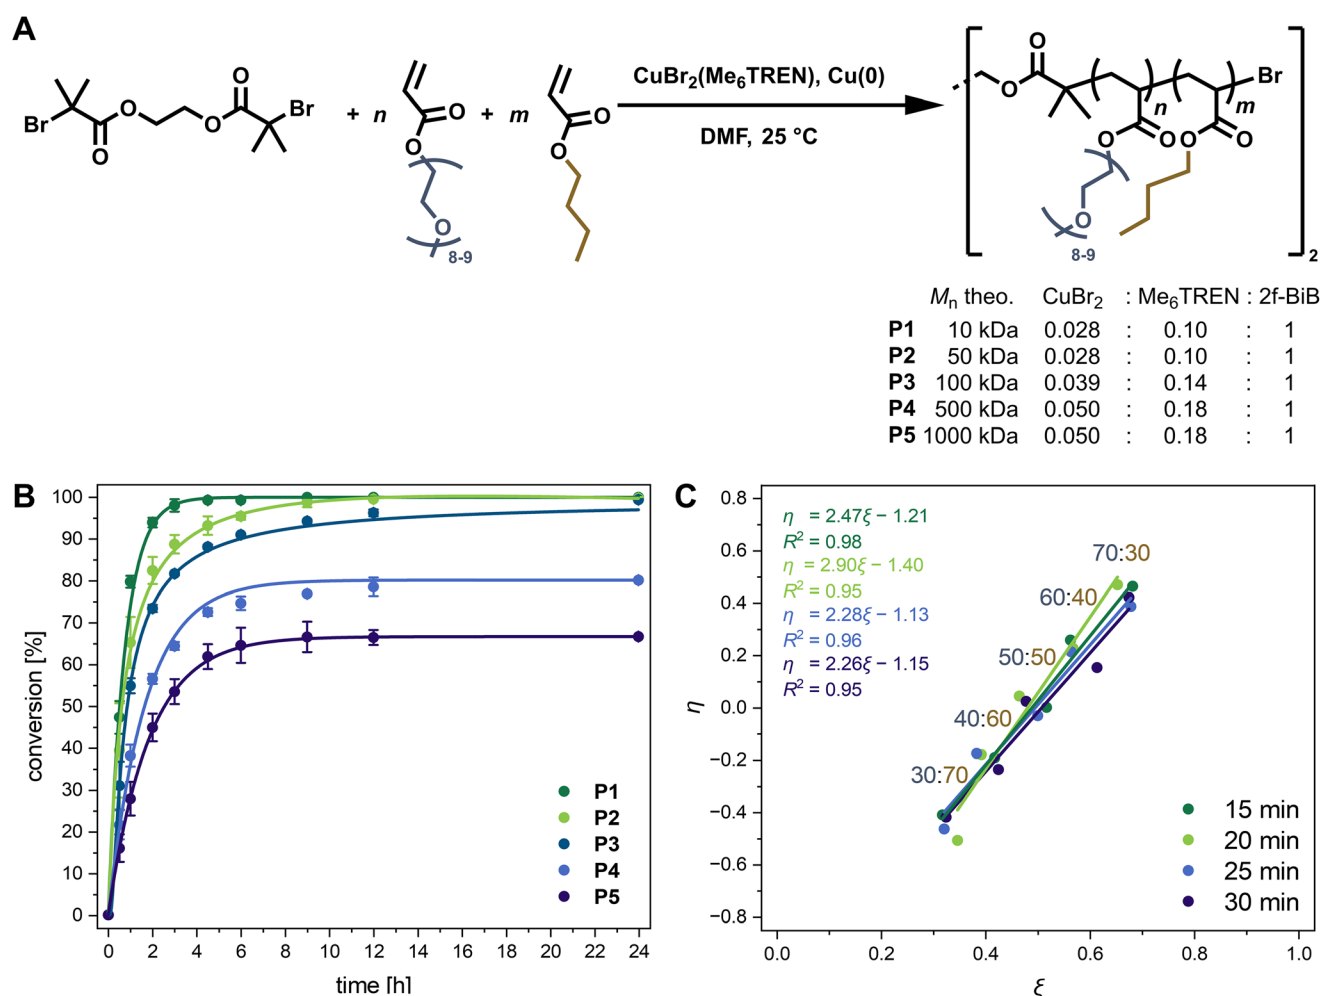 A
Br
O
O
O
O
Br
+ n
O
O
O
8-9
+ m
O
O
CuBr₂(Me₆TREN), Cu(0)
DMF, 25 °C
O
O
n
m
Br
O
O
O
O
O
8-9
2
Mn theo. CuBr₂ : Me₆TREN : 2f-BiB
P1 10 kDa 0.028 : 0.10 : 1
P2 50 kDa 0.028 : 0.10 : 1
P3 100 kDa 0.039 : 0.14 : 1
P4 500 kDa 0.050 : 0.18 : 1
P5 1000 kDa 0.050 : 0.18 : 1
B
conversion [%]
100
90
80
70
60
50
40
30
20
10
0
P1
P2
P3
P4
P5
0 2 4 6 8 10 12 14 16 18 20 22 24
time [h]
C
η
0.8
0.6
0.4
0.2
0.0
−0.2
−0.4
−0.6
−0.8
η = 2.47ξ − 1.21
R² = 0.98
η = 2.90ξ − 1.40
R² = 0.95
η = 2.28ξ − 1.13
R² = 0.96
η = 2.26ξ − 1.15
R² = 0.95
70:30
60:40
50:50
40:60
30:70
15 min
20 min
25 min
30 min
0.0 0.2 0.4 0.6 0.8 1.0
ξ